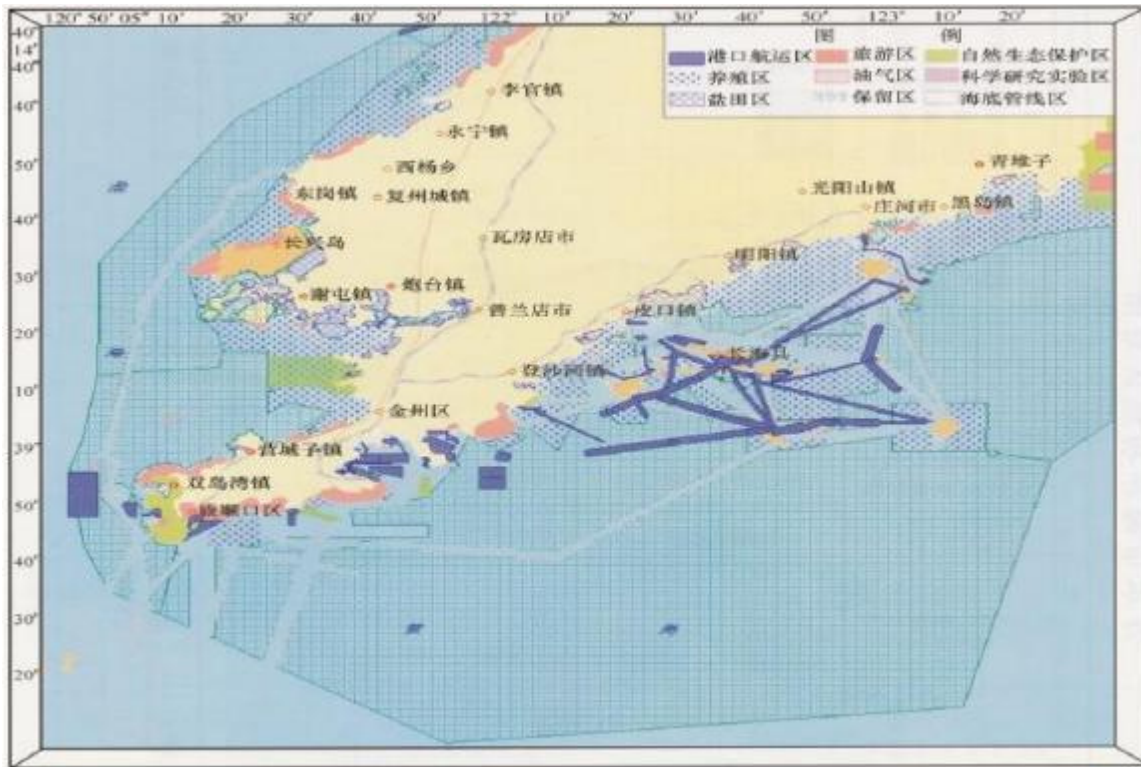 120° 50' 05" 10' 20' 30' 40' 50' 122° 10' 20' 30' 40' 50' 123° 10' 20'
40"
14'
40'
40'
50'
40'
30'
20'
10'
39°
50'
40'
30'
20'
图 例
港口航运区 旅游区 自然生态保护区
养殖区 油气区 科学研究实验区
盐田区 保留区 海底管线区
李官镇
永宁镇
西杨乡
青堆子
东岗镇
复州城镇
光阳山镇
庄河市
黑岛镇
长兴岛
瓦房店市
明阳镇
谢屯镇
炮台镇
普兰店市
皮口镇
长海县
登沙河镇
金州区
营城子镇
双岛湾镇
旅顺口区